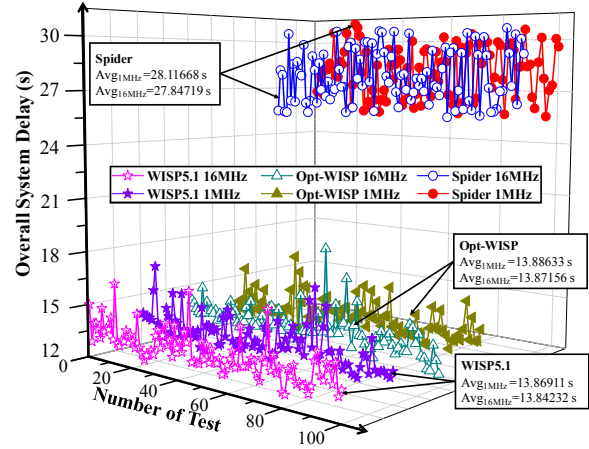 30
27
24
21
18
15
12
0
20
40
60
80
100
Overall System Delay (s)
Number of Test
Spider
Avg1MHz=28.11668 s
Avg16MHz=27.84719 s
WISP5.1 16MHz Opt-WISP 16MHz Spider 16MHz
WISP5.1 1MHz Opt-WISP 1MHz Spider 1MHz
Opt-WISP
Avg1MHz=13.88633 s
Avg16MHz=13.87156 s
WISP5.1
Avg1MHz=13.86911 s
Avg16MHz=13.84232 s